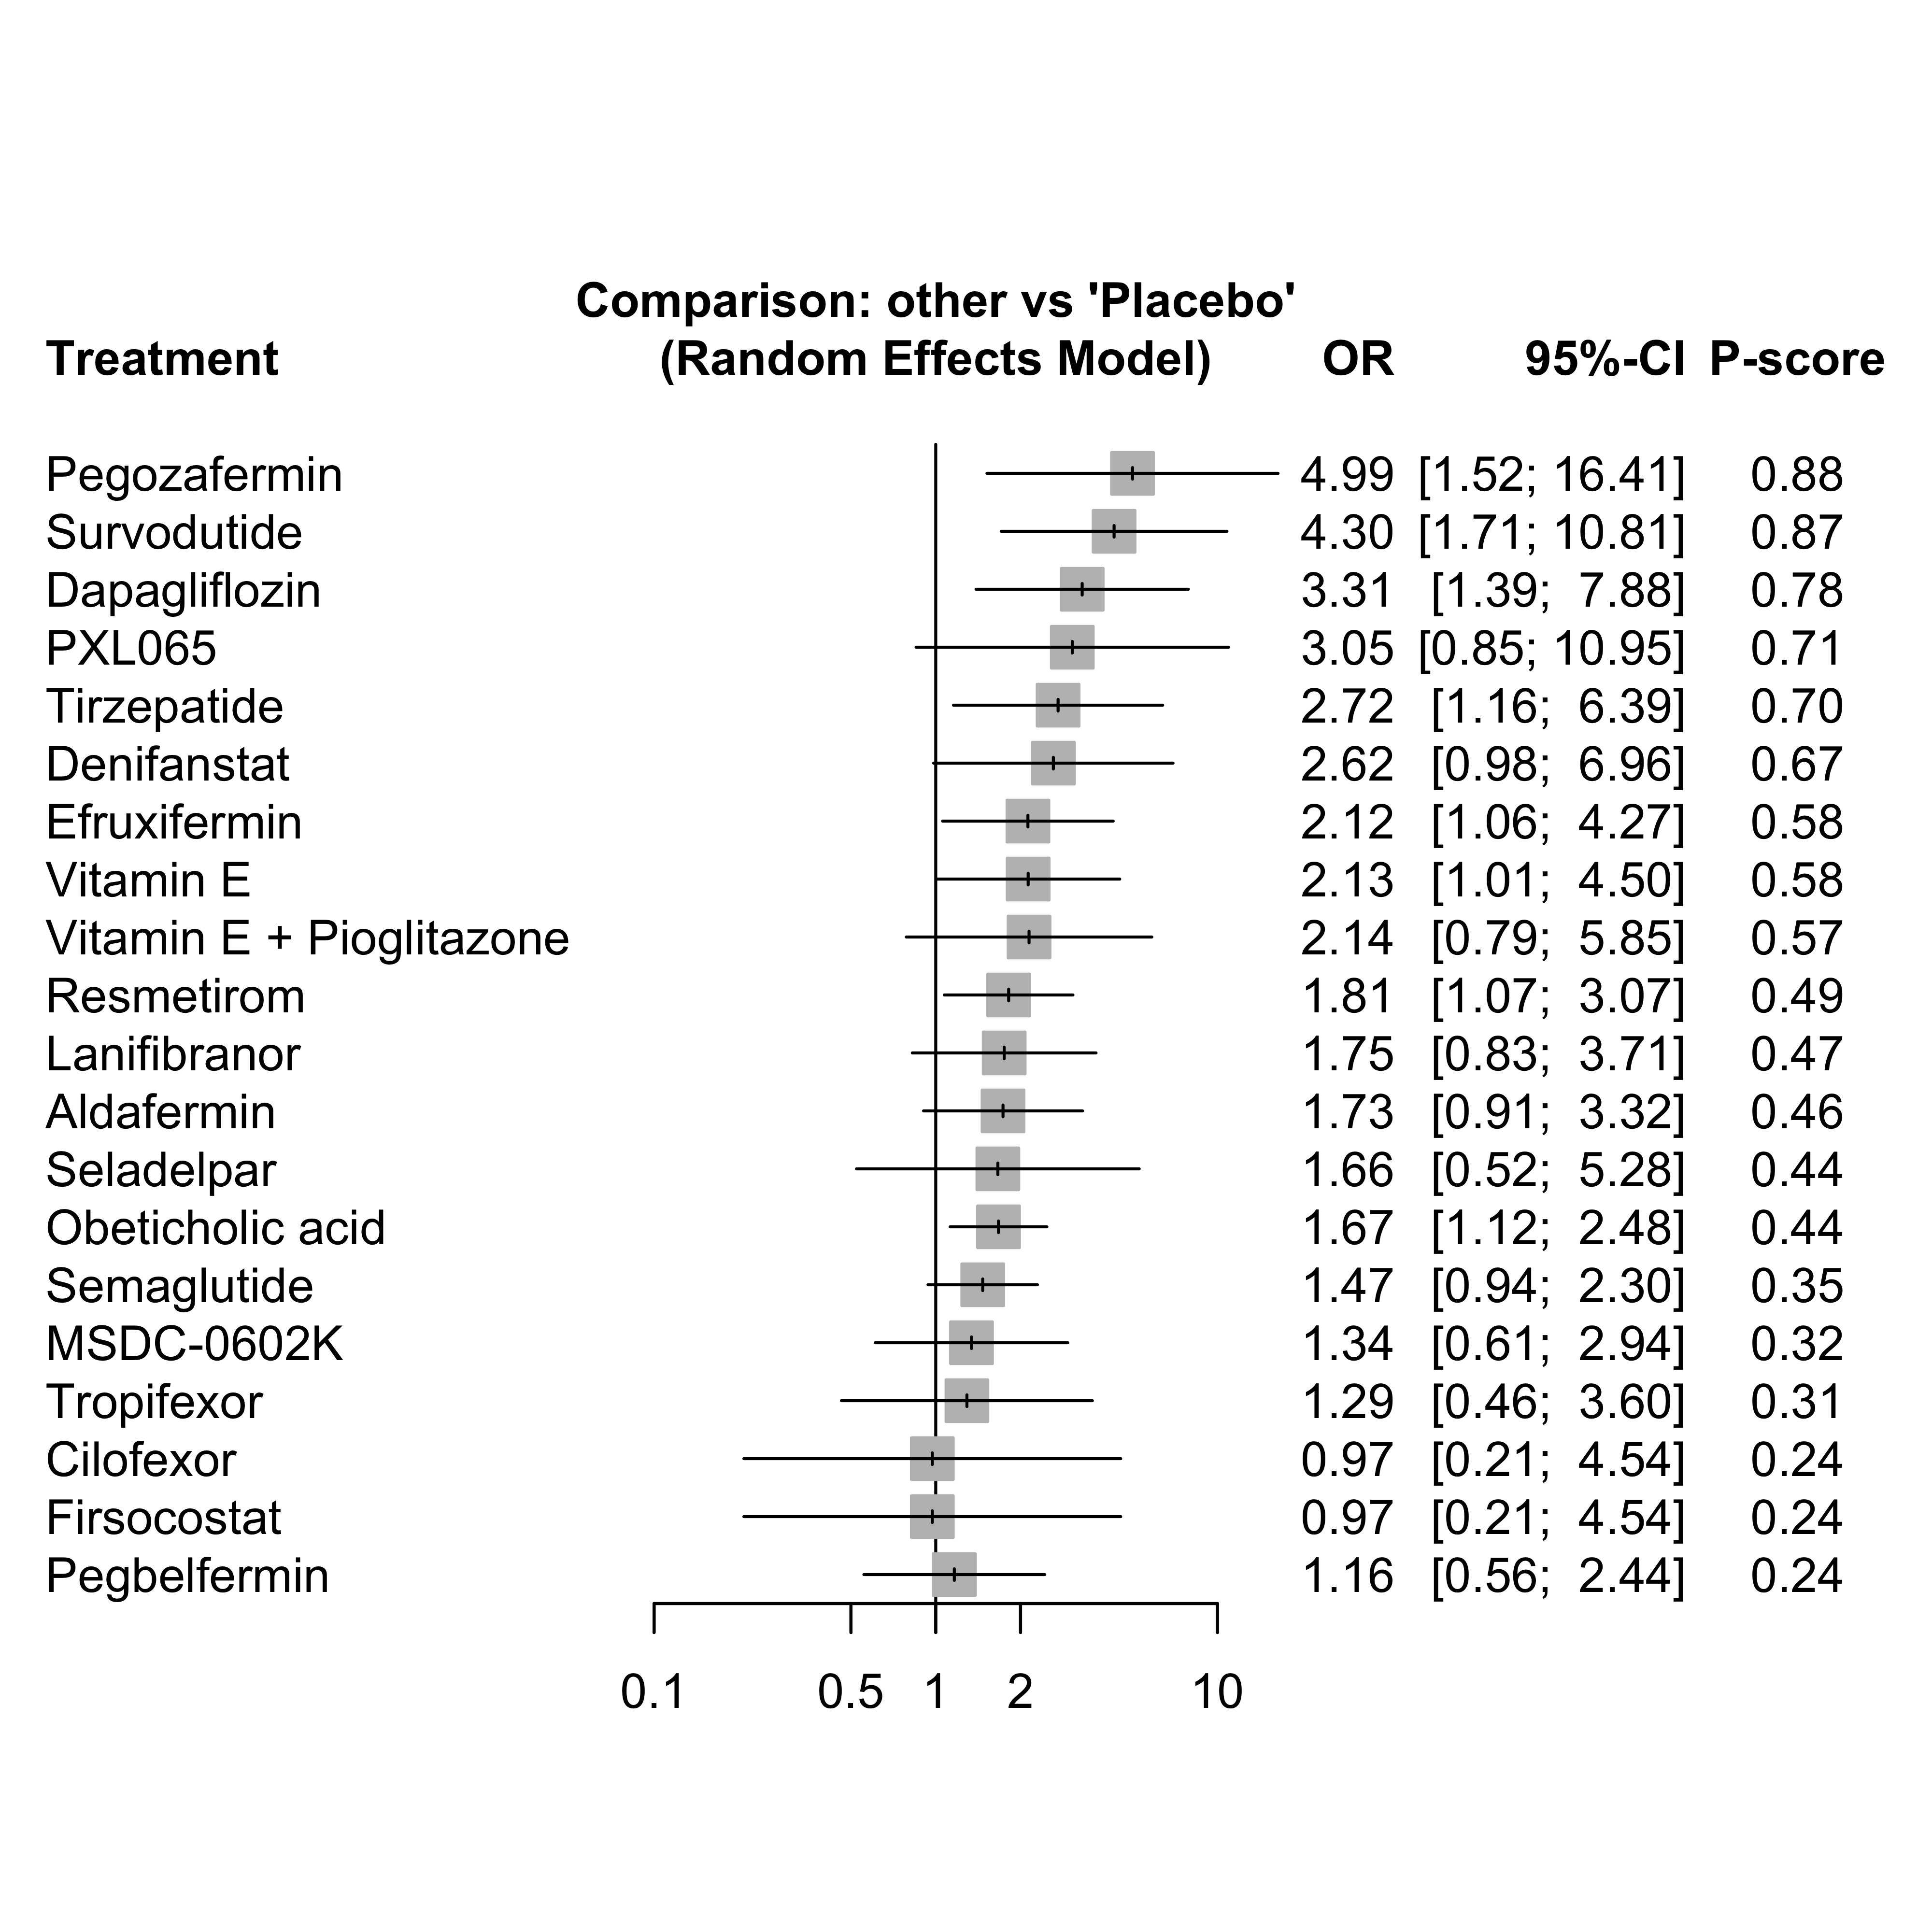 Comparison: other vs 'Placebo'
Treatment (Random Effects Model) OR 95%-CI P-score
Pegozafermin 4.99 [1.52; 16.41] 0.88
Survodutide 4.30 [1.71; 10.81] 0.87
Dapagliflozin 3.31 [1.39; 7.88] 0.78
PXL065 3.05 [0.85; 10.95] 0.71
Tirzepatide 2.72 [1.16; 6.39] 0.70
Denifanstat 2.62 [0.98; 6.96] 0.67
Efruxifermin 2.12 [1.06; 4.27] 0.58
Vitamin E 2.13 [1.01; 4.50] 0.58
Vitamin E + Pioglitazone 2.14 [0.79; 5.85] 0.57
Resmetirom 1.81 [1.07; 3.07] 0.49
Lanifibranor 1.75 [0.83; 3.71] 0.47
Aldafermin 1.73 [0.91; 3.32] 0.46
Seladelpar 1.66 [0.52; 5.28] 0.44
Obeticholic acid 1.67 [1.12; 2.48] 0.44
Semaglutide 1.47 [0.94; 2.30] 0.35
MSDC-0602K 1.34 [0.61; 2.94] 0.32
Tropifexor 1.29 [0.46; 3.60] 0.31
Cilofexor 0.97 [0.21; 4.54] 0.24
Firsocostat 0.97 [0.21; 4.54] 0.24
Pegbelfermin 1.16 [0.56; 2.44] 0.24
0.1 0.5 1 2 10